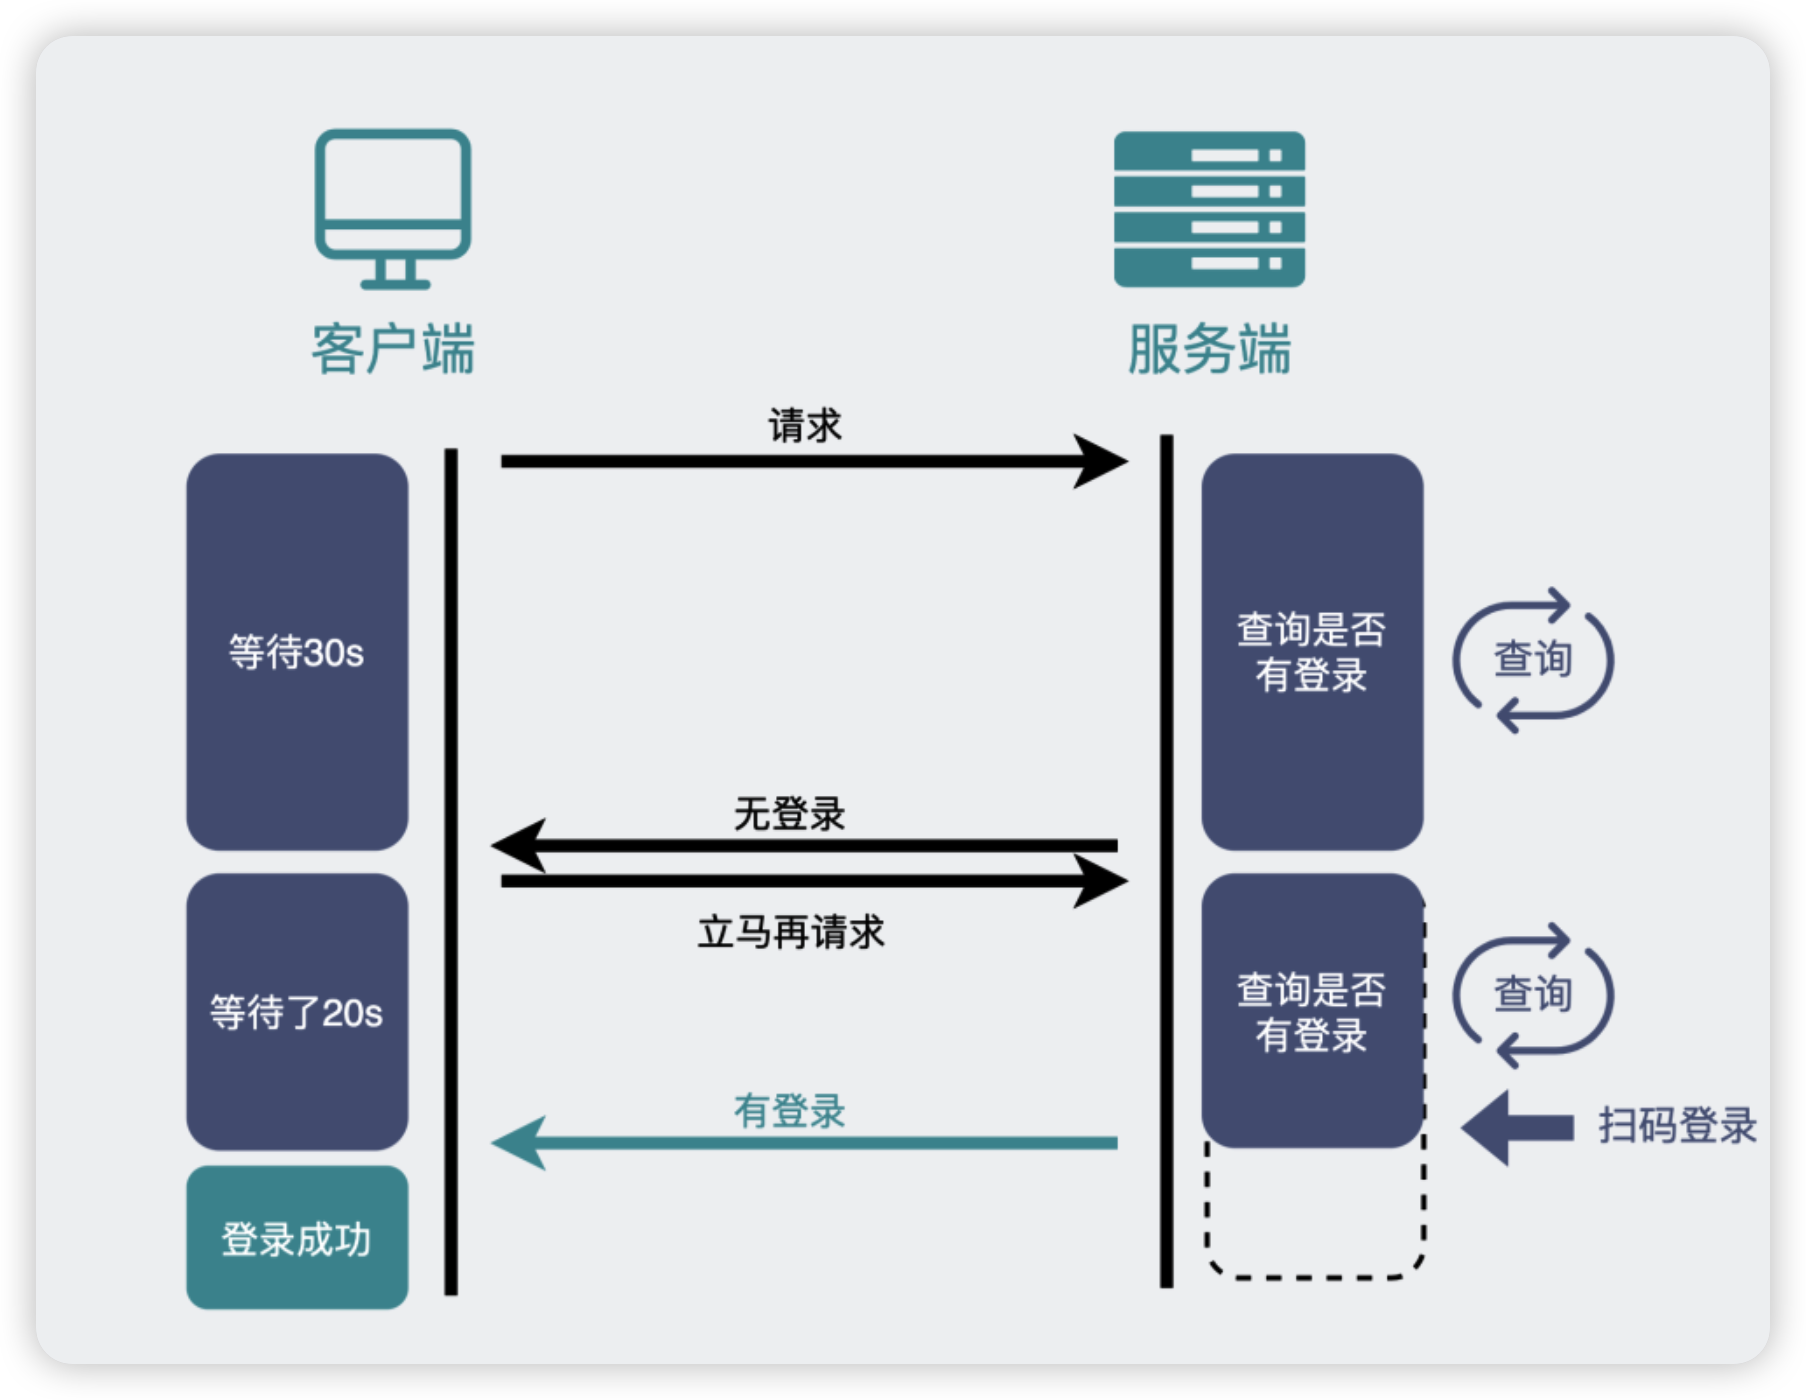 客户端
服务端
请求
等待30s
查询是否
有登录
查询
无登录
立马再请求
等待了20s
查询是否
有登录
查询
有登录
扫码登录
登录成功